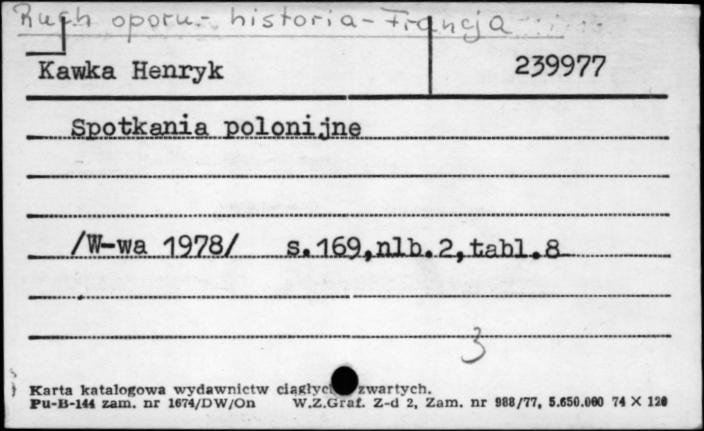 Ruch oporu - historia - Francja
Kawka Henryk 239977
Spotkania polonijne
/W-wa 1978/ s.169,nlb.2,tabl.8
3
Karta katalogowa wydawnictw zwartych.
Pu-B-144 zam. nr 1674/DW/On W.Z.Graf. Z-d 2, Zam. nr 988/77, 5.650.000 74 X 120